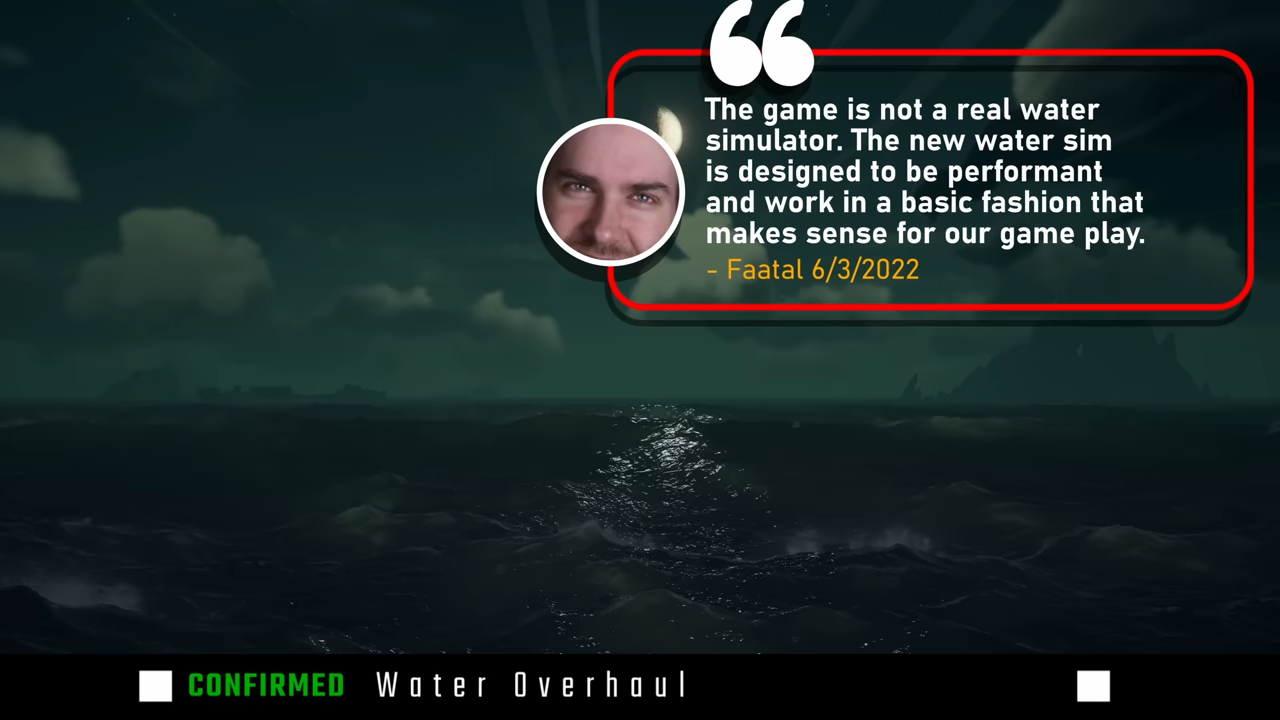 The game is not a real water
simulator. The new water sim
is designed to be performant
and work in a basic fashion that
makes sense for our game play.
- Faatal 6/3/2022
CONFIRMED Water Overhaul